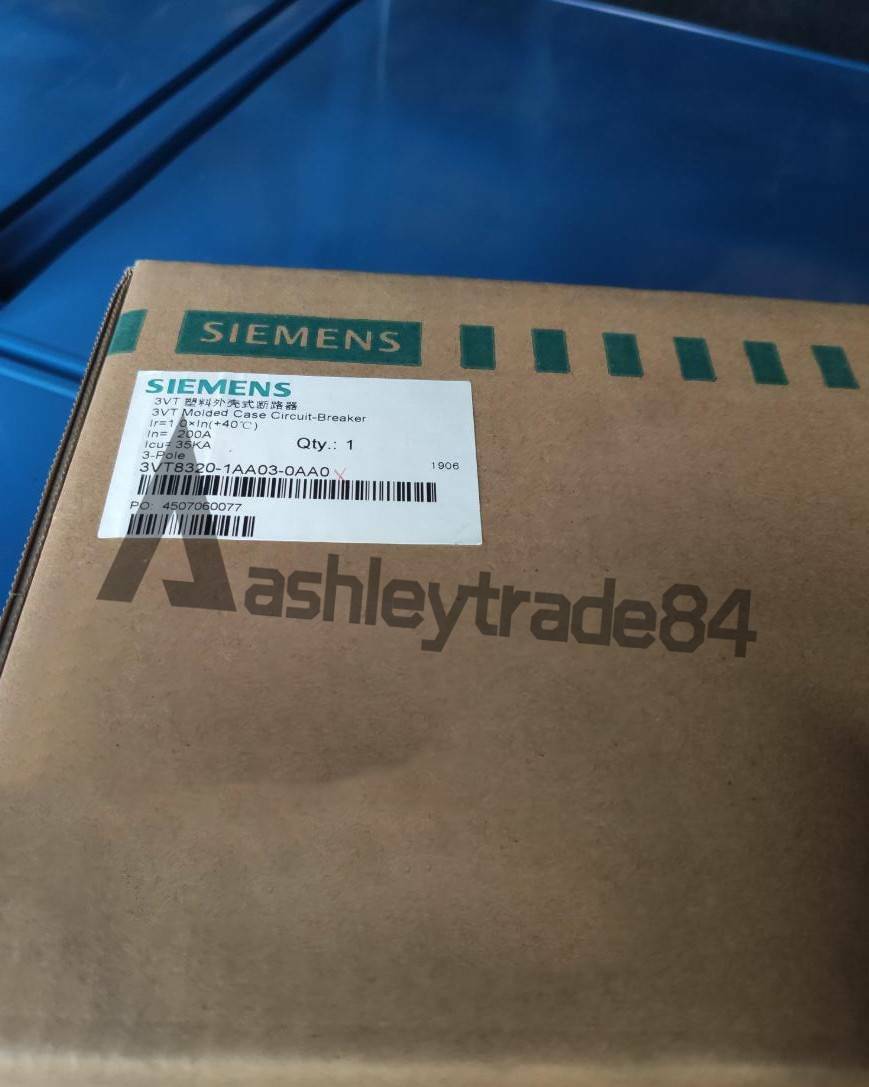 SIEMENS
SIEMENS
3VT 塑料外壳式断路器
3VT Molded Case Circuit-Breaker
Ir=1.0×In(+40℃)
In= 200A
Icu= 35KA
Qty.: 1
3-Pole
3VT8320-1AA03-0AA0
1906
PO: 4507060077
ashleytrade84